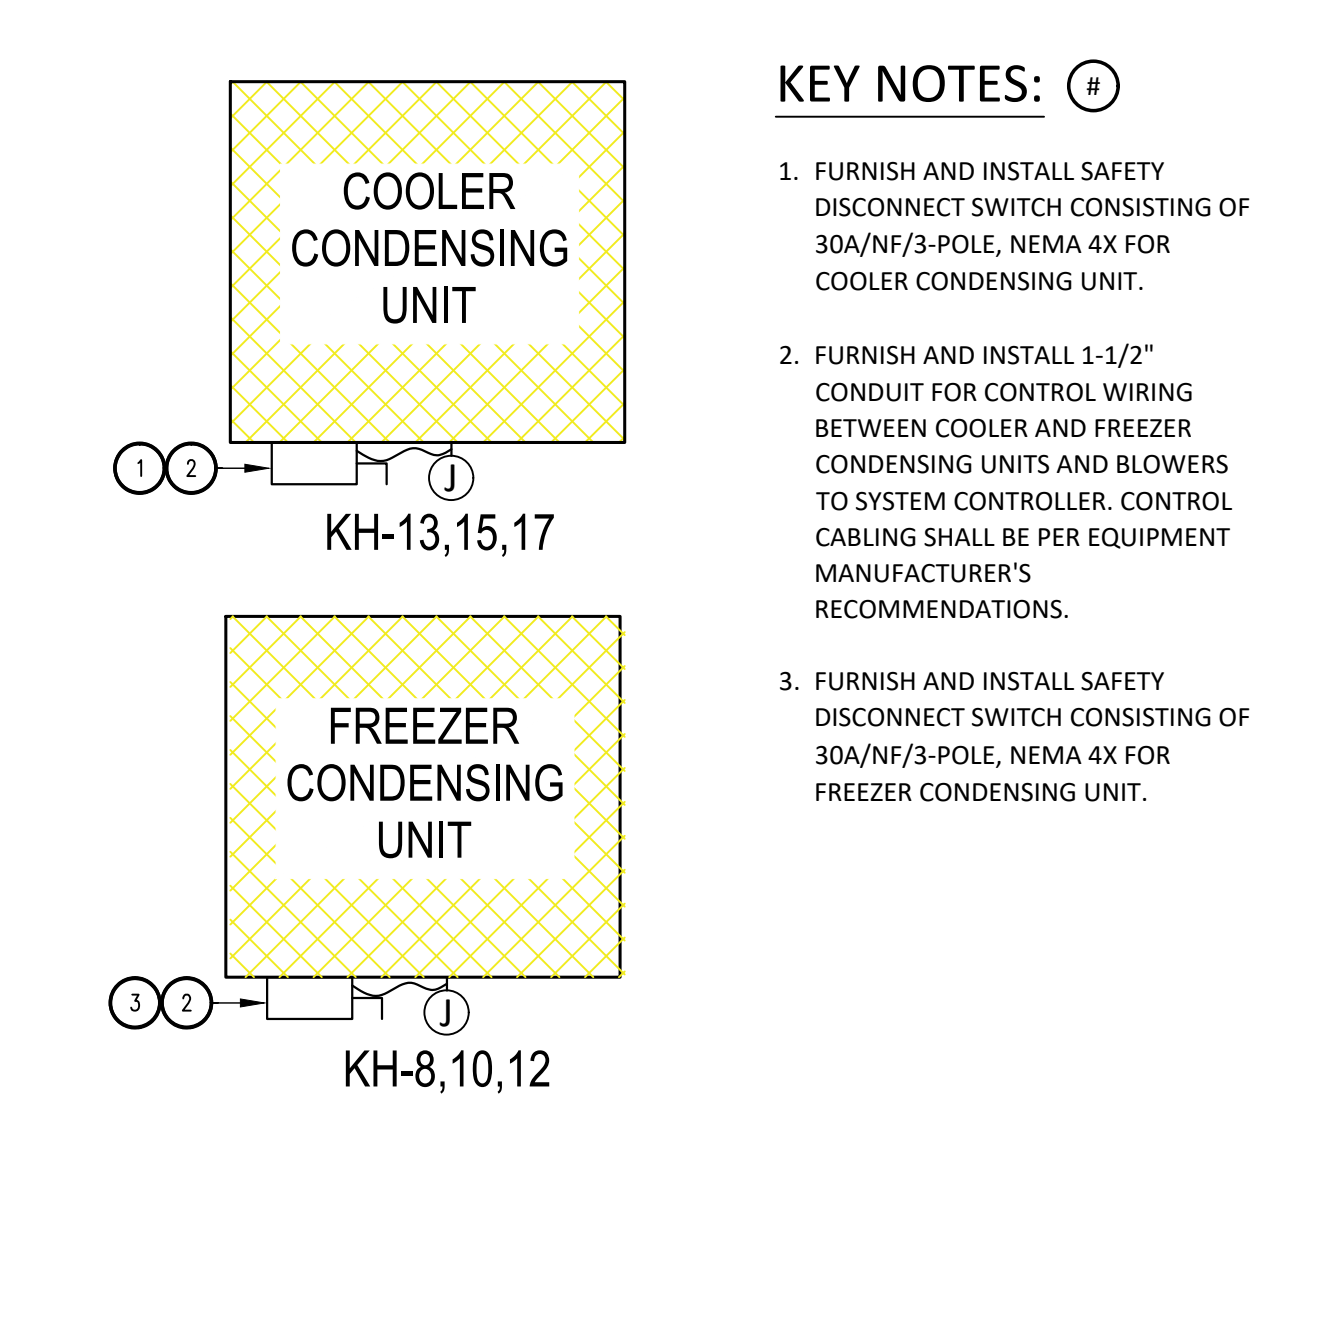 COOLER
CONDENSING
UNIT
1 2
J
KH-13,15,17
FREEZER
CONDENSING
UNIT
3 2
J
KH-8,10,12
KEY NOTES: #
1. FURNISH AND INSTALL SAFETY
DISCONNECT SWITCH CONSISTING OF
30A/NF/3-POLE, NEMA 4X FOR
COOLER CONDENSING UNIT.
2. FURNISH AND INSTALL 1-1/2"
CONDUIT FOR CONTROL WIRING
BETWEEN COOLER AND FREEZER
CONDENSING UNITS AND BLOWERS
TO SYSTEM CONTROLLER. CONTROL
CABLING SHALL BE PER EQUIPMENT
MANUFACTURER'S
RECOMMENDATIONS.
3. FURNISH AND INSTALL SAFETY
DISCONNECT SWITCH CONSISTING OF
30A/NF/3-POLE, NEMA 4X FOR
FREEZER CONDENSING UNIT.